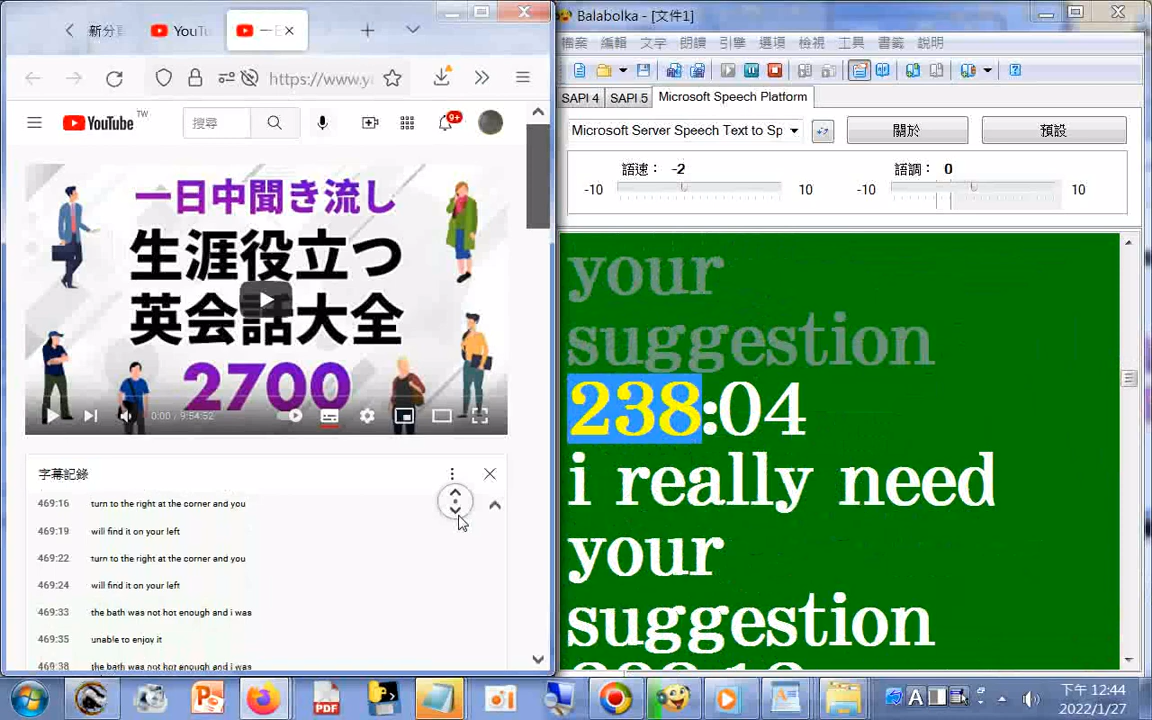 新分
YouTu
一
https://www.y
YouTube TW
搜尋
9+
一日中聞き流し
生涯役立つ
英会話大全
2700
0:00 / 9:54:52
字幕記錄
469:16 turn to the right at the corner and you
469:19 will find it on your left
469:22 turn to the right at the corner and you
469:24 will find it on your left
469:33 the bath was not hot enough and i was
469:35 unable to enjoy it
469:38 the bath was not hot enough and i was
Balabolka - [文件1]
檔案 編輯 文字 朗讀 引擎 選項 檢視 工具 書籤 說明
SAPI 4 SAPI 5 Microsoft Speech Platform
Microsoft Server Speech Text to Sp
關於
預設
語速： -2
-10 10
語調： 0
-10 10
your
suggestion
238:04
i really need
your
suggestion
PDF
A
下午 12:44
2022/1/27